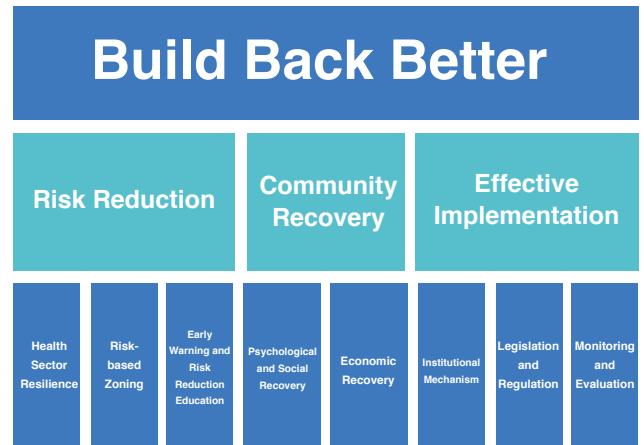 Build Back Better
Risk Reduction
Community
Recovery
Effective
Implementation
Health
Sector
Resilience
Risk-
based
Zoning
Early
Warning and
Risk
Reduction
Education
Psychological
and Social
Recovery
Economic
Recovery
Institutional
Mechanism
Legislation
and
Regulation
Monitoring
and
Evaluation